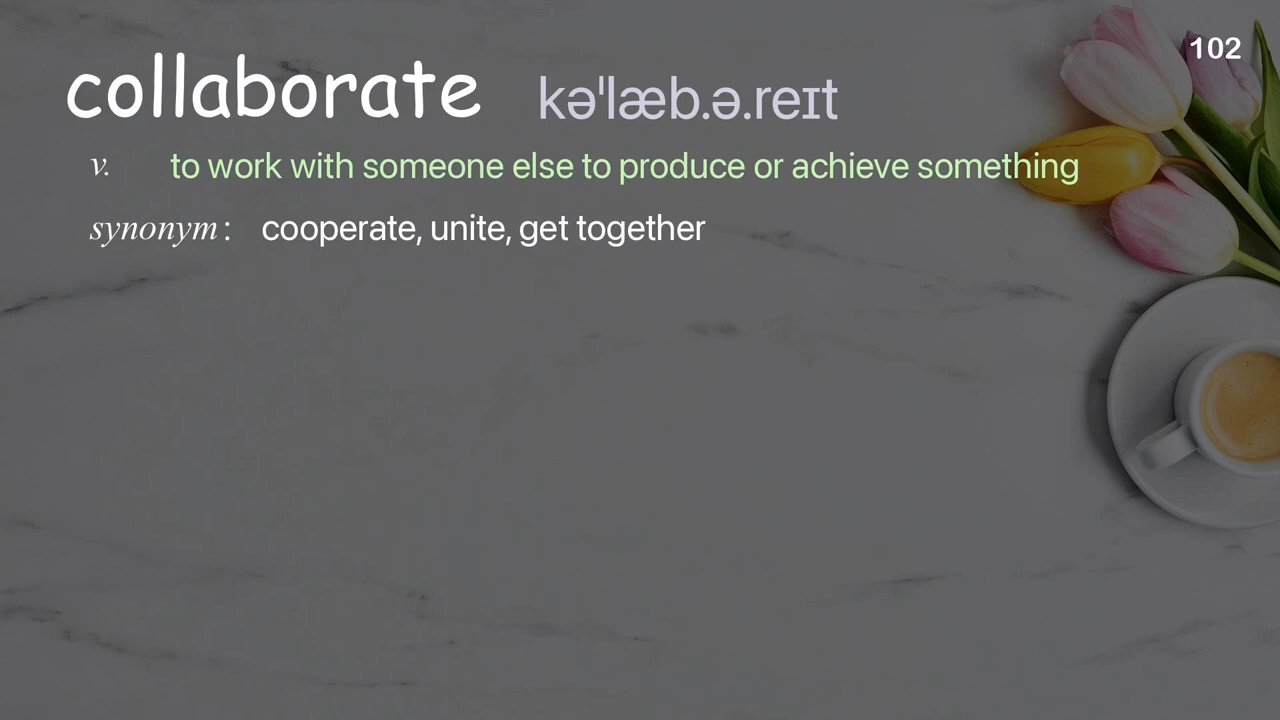 102
collaborate kəˈlæb.ə.reɪt
v. to work with someone else to produce or achieve something
synonym: cooperate, unite, get together